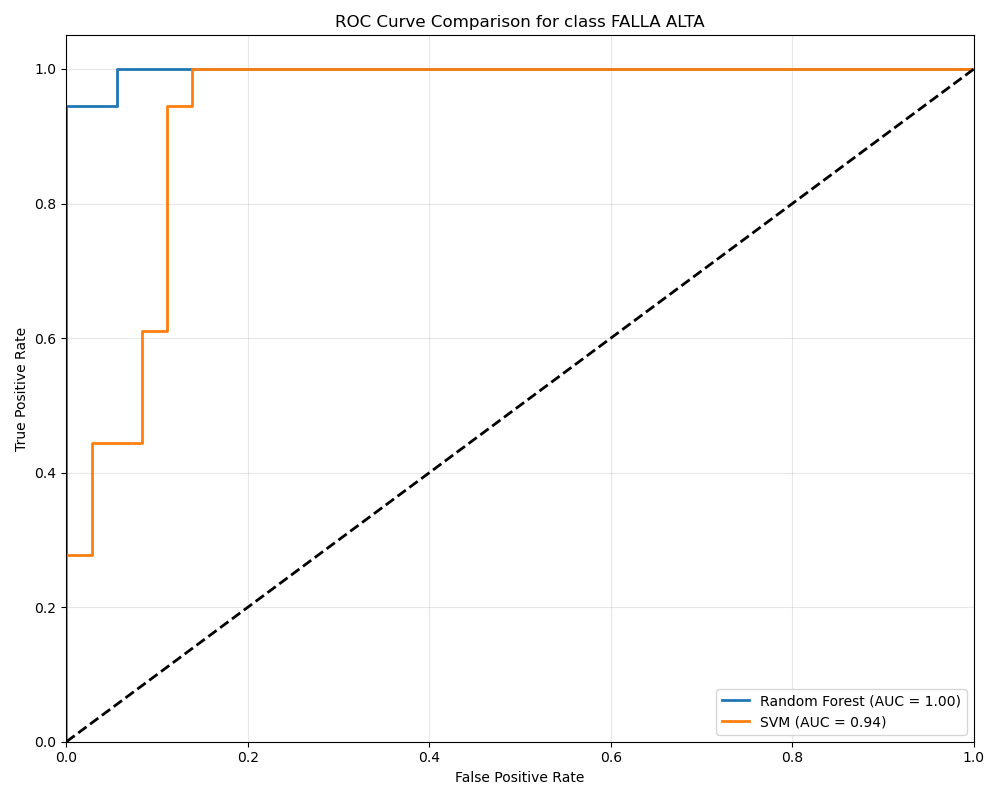 ROC Curve Comparison for class FALLA ALTA
True Positive Rate
1.0
0.8
0.6
0.4
0.2
0.0
0.0 0.2 0.4 0.6 0.8 1.0
False Positive Rate
Random Forest (AUC = 1.00)
SVM (AUC = 0.94)